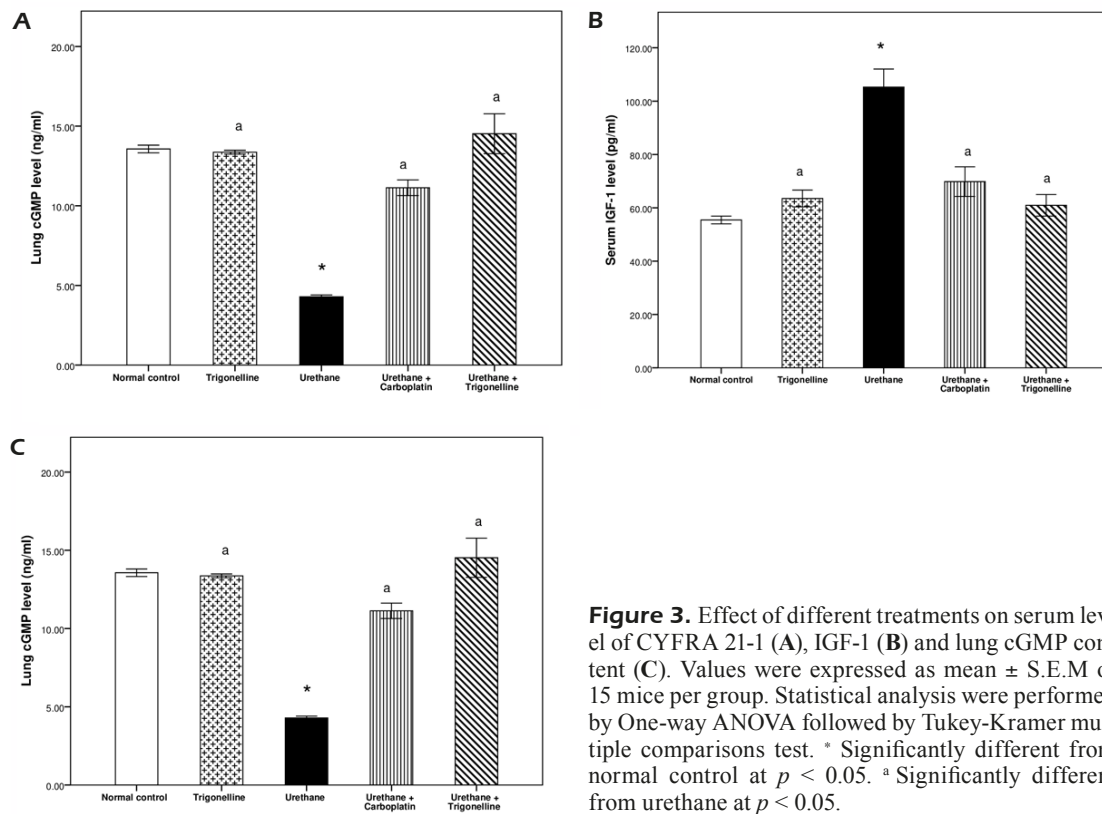 A
Lung cGMP level (ng/ml)
20.00
15.00
10.00
5.00
0.00
a
*
a
a
Normal control
Trigonelline
Urethane
Urethane +
Carboplatin
Urethane +
Trigonelline
B
Serum IGF-1 level (pg/ml)
120.00
100.00
80.00
60.00
40.00
20.00
00.00
a
*
a
a
Normal control
Trigonelline
Urethane
Urethane +
Carboplatin
Urethane +
Trigonelline
C
Lung cGMP level (ng/ml)
20.00
15.00
10.00
5.00
0.00
a
*
a
a
Normal control
Trigonelline
Urethane
Urethane +
Carboplatin
Urethane +
Trigonelline
Figure 3. Effect of different treatments on serum lev
el of CYFRA 21-1 (A), IGF-1 (B) and lung cGMP con
tent (C). Values were expressed as mean ± S.E.M o
15 mice per group. Statistical analysis were performe
by One-way ANOVA followed by Tukey-Kramer mu
tiple comparisons test. * Significantly different from
normal control at p < 0.05. a Significantly differen
from urethane at p < 0.05.